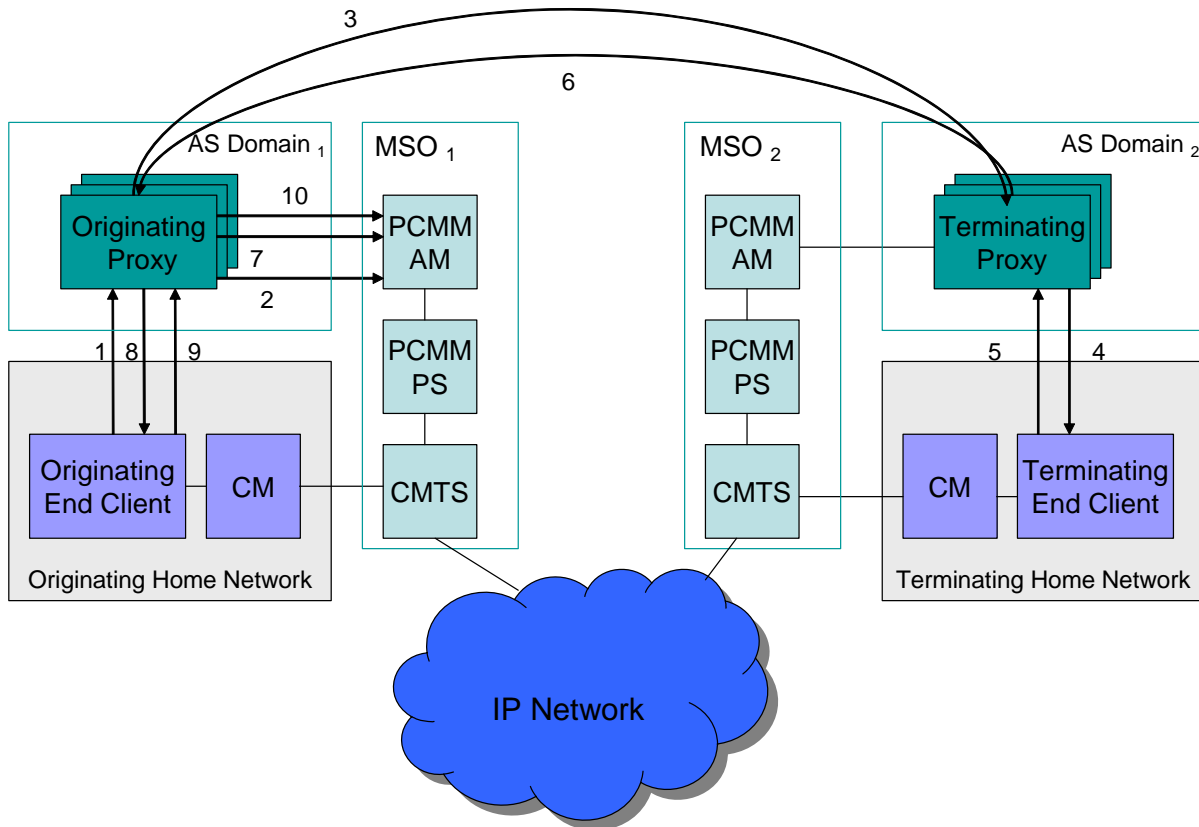 3
6
AS Domain 1
MSO 1
MSO 2
AS Domain 2
Originating
Proxy
10
7
2
PCMM
AM
PCMM
AM
Terminating
Proxy
1
8
9
PCMM
PS
PCMM
PS
5
4
Originating
End Client
CM
CMTS
CMTS
CM
Terminating
End Client
Originating Home Network
Terminating Home Network
IP Network